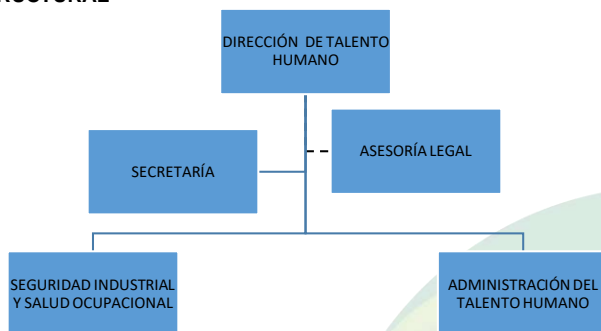 DIRECCIÓN DE TALENTO
HUMANO
ASESORÍA LEGAL
SECRETARÍA
SEGURIDAD INDUSTRIAL
Y SALUD OCUPACIONAL
ADMINISTRACIÓN DEL
TALENTO HUMANO